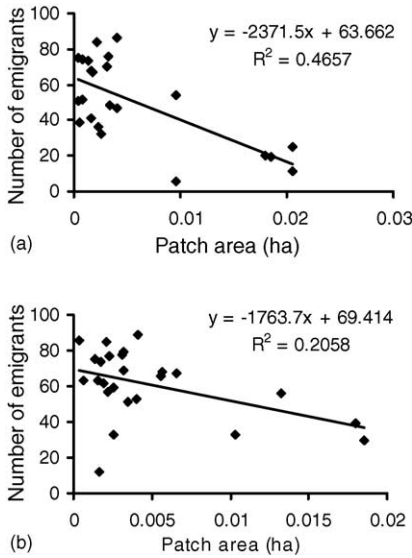 100
y = -2371.5x + 63.662
80
R² = 0.4657
60
40
20
0
Number of emigrants
0 0.01 0.02 0.03
(a) Patch area (ha)
100
y = -1763.7x + 69.414
80
R² = 0.2058
60
40
20
0
Number of emigrants
0 0.005 0.01 0.015 0.02
(b) Patch area (ha)